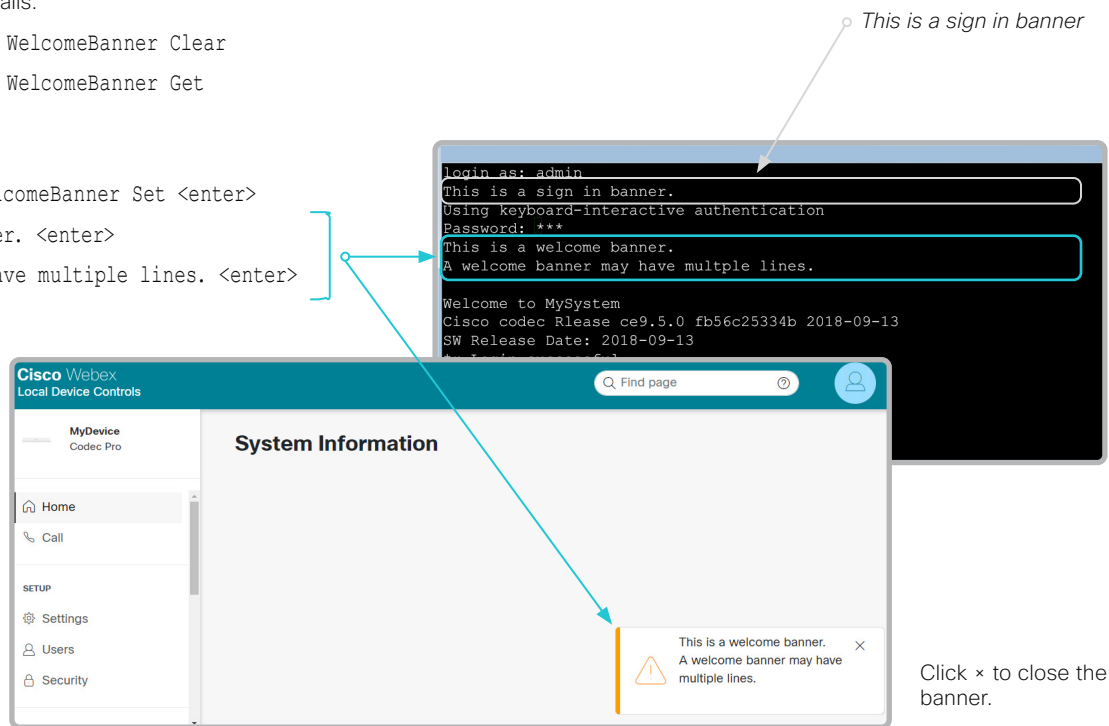 This is a sign in banner
WelcomeBanner Clear
WelcomeBanner Get
Set <enter>
<enter>
multiple lines. <enter>
login as: admin
This is a sign in banner.
Using keyboard-interactive authentication
Password: ***
This is a welcome banner.
A welcome banner may have multple lines.
Welcome to MySystem
Cisco codec Rlease ce9.5.0 fb56c25334b 2018-09-13
SW Release Date: 2018-09-13
Cisco Webex
Local Device Controls
Find page
MyDevice
Codec Pro
System Information
Home
Call
SETUP
Settings
Users
Security
This is a welcome banner.
A welcome banner may have
multiple lines.
Click × to close the
banner.